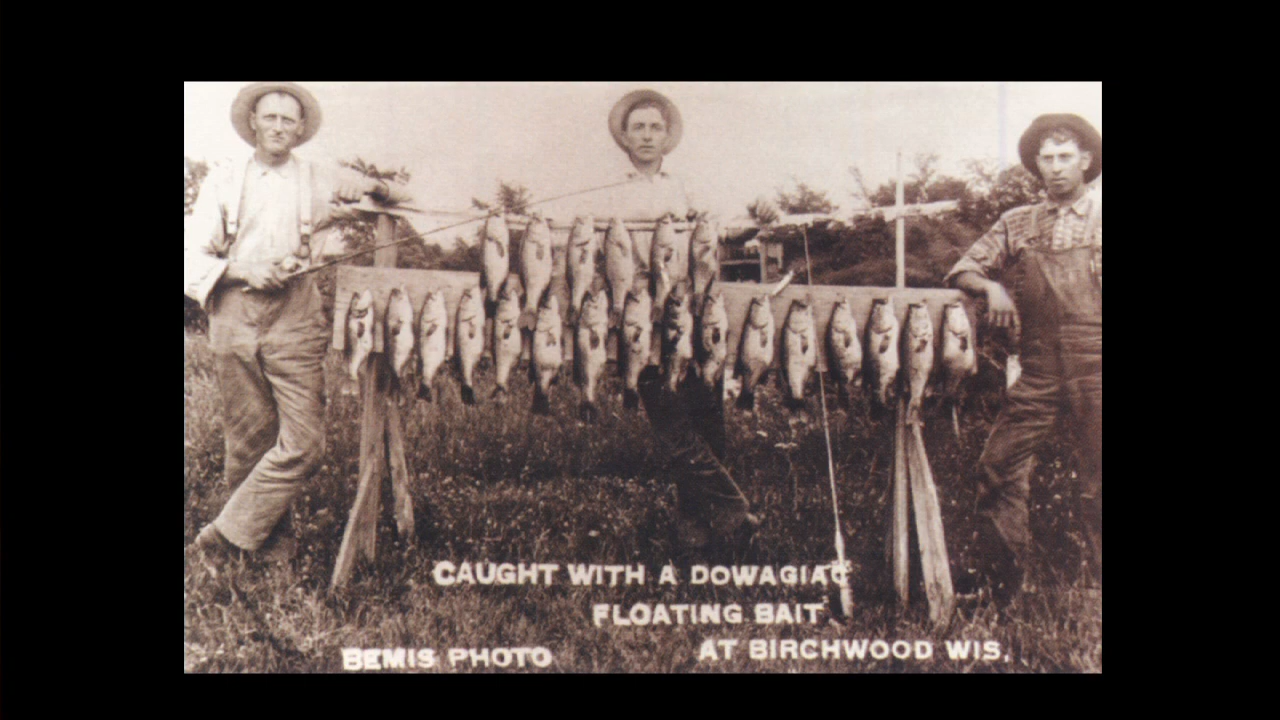 CAUGHT WITH A DOWAGIAC
FLOATING BAIT
AT BIRCHWOOD WIS.
BEMIS PHOTO